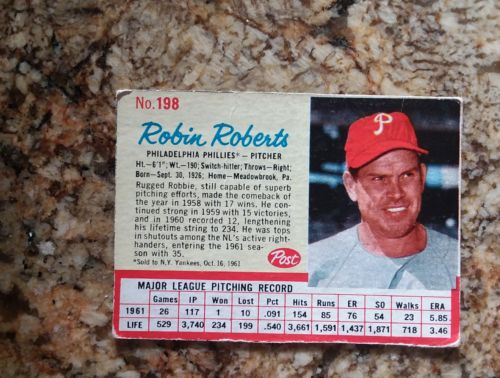 No. 198
Robin Roberts
PHILADELPHIA PHILLIES* - PITCHER
Ht.-6'1"; Wt.-190; Switch-hitter; Throws-Right;
Born-Sept. 30, 1926; Home-Meadowbrook, Pa.
Rugged Robbie, still capable of superb
pitching efforts, made the comeback of
the year in 1958 with 17 wins. He con-
tinued strong in 1959 with 15 victories,
and in 1960 copped 12, lengthening
his lifetime string to 234. He was tops
in shutouts among the NL's active right-
handers, entering the 1961 sea-
son with 35.
*Sold to N.Y. Yankees, Oct. 16, 1961
Post
P
MAJOR LEAGUE PITCHING RECORD
Games IP Won Lost Pct Hits Runs ER SO Walks ERA
1961 26 117 1 10 .091 154 85 76 54 23 5.85
LIFE 529 3,740 234 199 .540 3,661 1,591 1,437 1,871 718 3.46